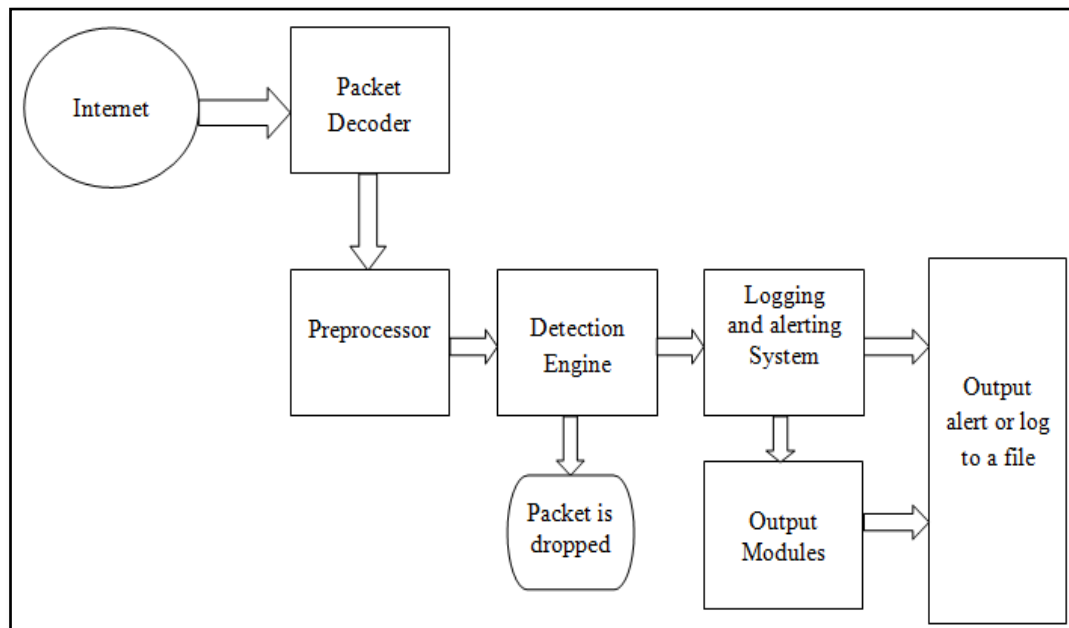 Internet
Packet
Decoder
Preprocessor
Detection
Engine
Logging
and alerting
System
Output
alert or log
to a file
Packet is
dropped
Output
Modules